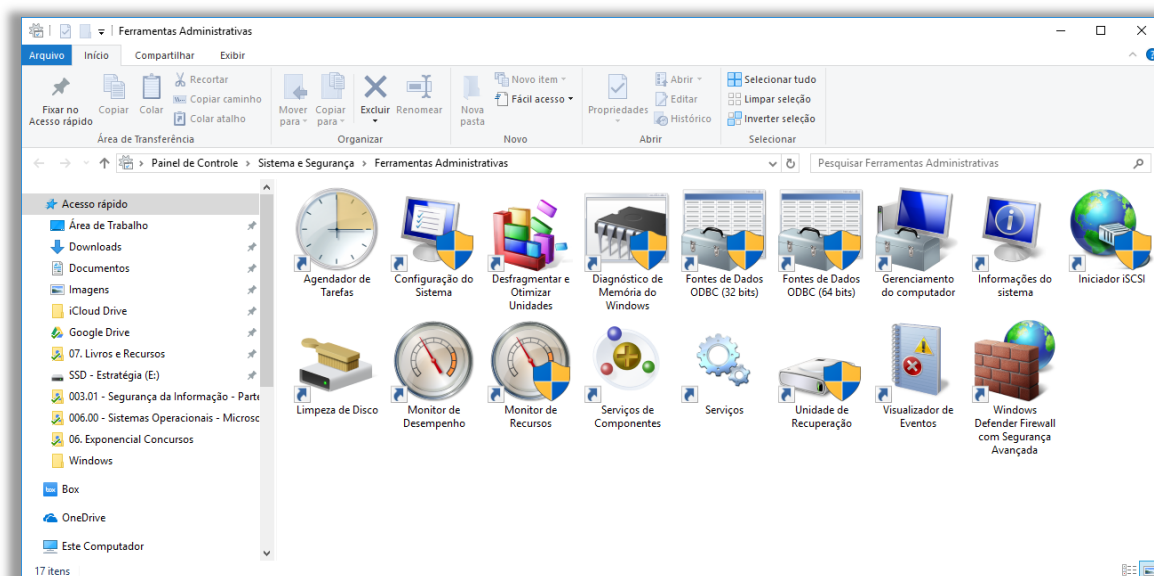 Ferramentas Administrativas
Arquivo Início Compartilhar Exibir
Fixar no
Acesso rápido
Copiar
Colar
Recortar
Copiar caminho
Colar atalho
Área de Transferência
Mover
para
Copiar
para
Excluir
Renomear
Organizar
Nova
pasta
Novo item
Fácil acesso
Novo
Propriedades
Abrir
Editar
Histórico
Abrir
Selecionar tudo
Limpar seleção
Inverter seleção
Selecionar
Painel de Controle > Sistema e Segurança > Ferramentas Administrativas
Pesquisar Ferramentas Administrativas
Acesso rápido
Área de Trabalho
Downloads
Documentos
Imagens
iCloud Drive
Google Drive
07. Livros e Recursos
SSD - Estratégia (E:)
003.01 - Segurança da Informação - Parte
006.00 - Sistemas Operacionais - Microsc
06. Exponencial Concursos
Windows
box Box
OneDrive
Este Computador
Agendador de
Tarefas
Configuração do
Sistema
Desfragmentar e
Otimizar
Unidades
Diagnóstico de
Memória do
Windows
Fontes de Dados
ODBC (32 bits)
Fontes de Dados
ODBC (64 bits)
Gerenciamento
do computador
Informações do
sistema
Iniciador iSCSI
Limpeza de Disco
Monitor de
Desempenho
Monitor de
Recursos
Serviços de
Componentes
Serviços
Unidade de
Recuperação
Visualizador de
Eventos
Windows
Defender Firewall
com Segurança
Avançada
17 itens